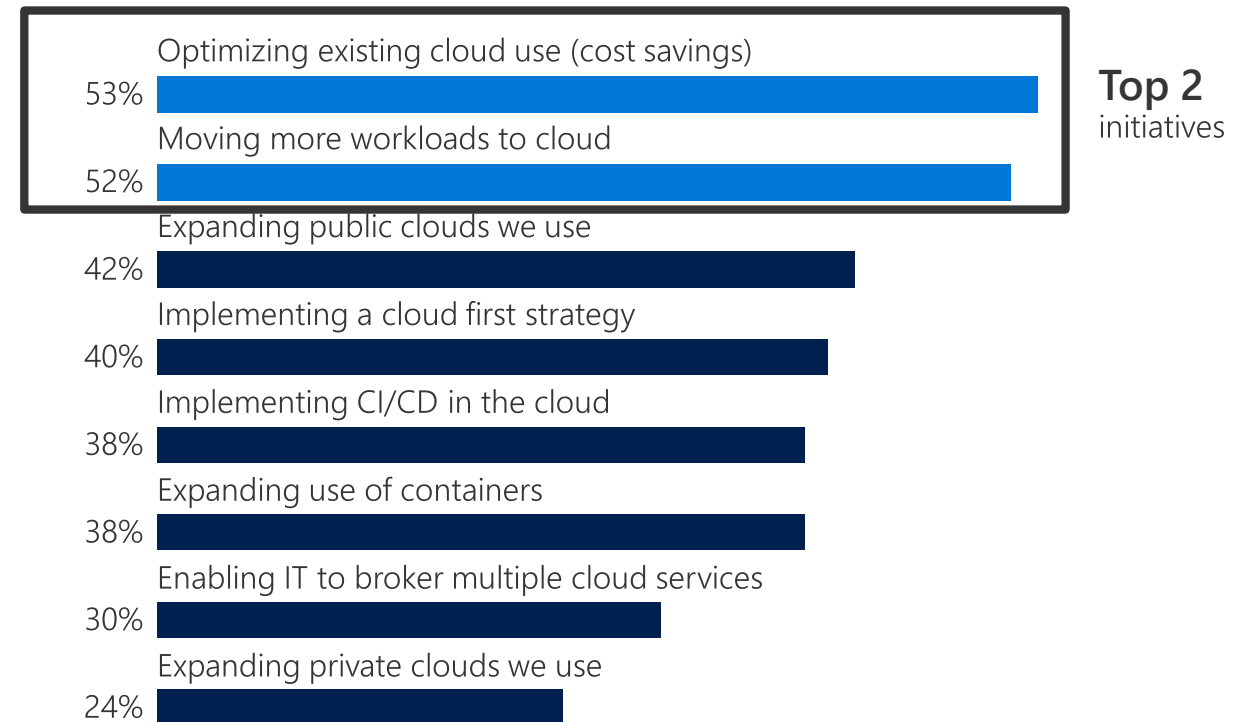 Optimizing existing cloud use (cost savings)
53%
Top 2
initiatives
Moving more workloads to cloud
52%
Expanding public clouds we use
42%
Implementing a cloud first strategy
40%
Implementing CI/CD in the cloud
38%
Expanding use of containers
38%
Enabling IT to broker multiple cloud services
30%
Expanding private clouds we use
24%